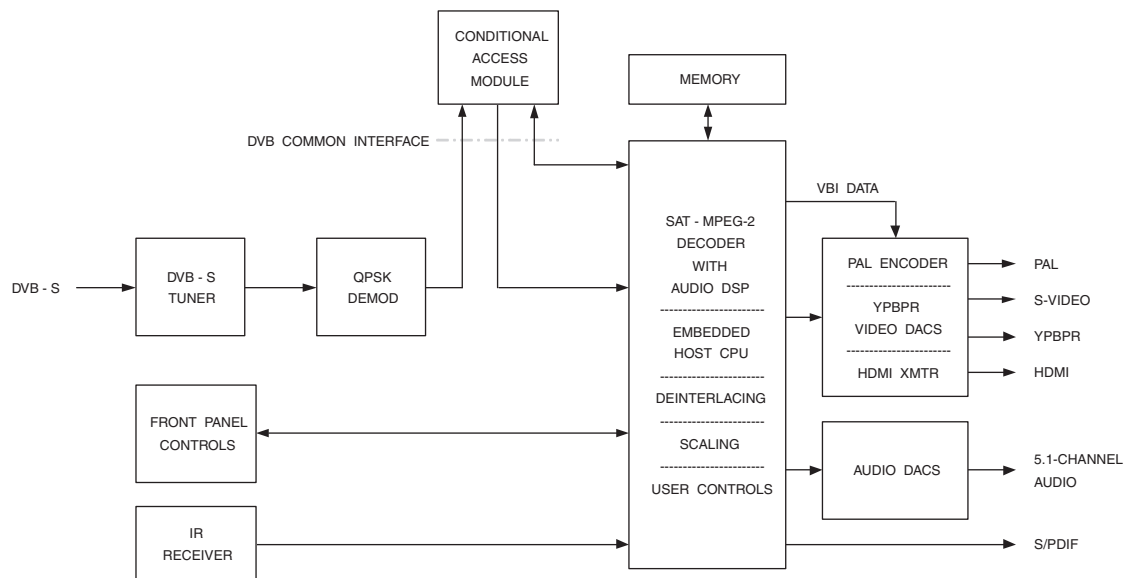 CONDITIONAL
ACCESS
MODULE
MEMORY
DVB COMMON INTERFACE
VBI DATA
SAT - MPEG-2
DECODER
WITH
AUDIO DSP
--------------------------
EMBEDDED
HOST CPU
--------------------------
DEINTERLACING
--------------------------
SCALING
--------------------------
USER CONTROLS
DVB - S
DVB - S
TUNER
QPSK
DEMOD
PAL ENCODER
--------------------------
YPBPR
VIDEO DACS
--------------------------
HDMI XMTR
PAL
S-VIDEO
YPBPR
HDMI
FRONT PANEL
CONTROLS
AUDIO DACS
5.1-CHANNEL
AUDIO
IR
RECEIVER
S/PDIF